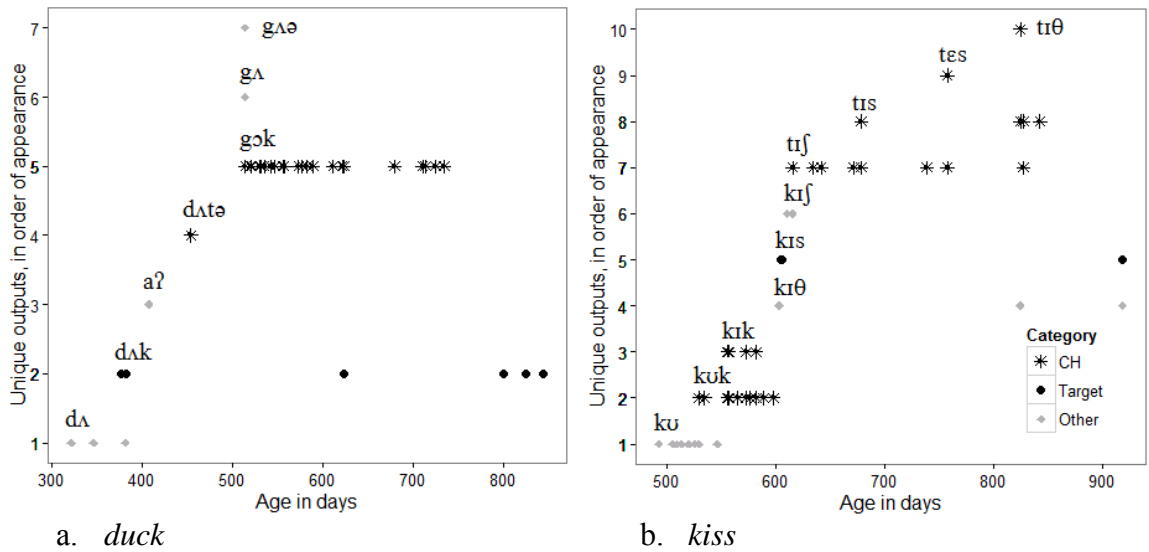 Unique outputs, in order of appearance
7
6
5
4
3
2
1
gʌə
gʌ
gɔk
dʌtə
aʔ
dʌk
dʌ
300 400 500 600 700 800
Age in days
a. duck
Unique outputs, in order of appearance
10
9
8
7
6
5
4
3
2
1
tɪθ
tɛs
tɪs
tɪʃ
kɪʃ
kɪs
kɪθ
kɪk
kʊk
kʊ
Category
CH
Target
Other
500 600 700 800 900
Age in days
b. kiss